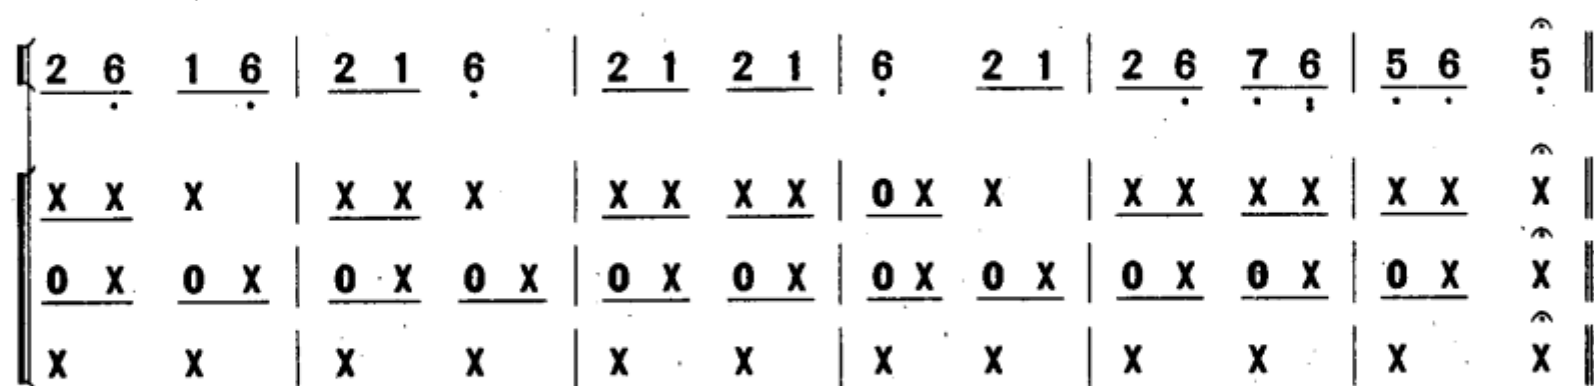 2 6̣ 1 6̣ | 2 1 6̣ | 2 1 2 1 | 6̣ 2 1 | 2 6̣ 7̣ 6̣ | 5̣ 6̣ 5̣ ‖
X X X | X X X | X X X X | 0 X X | X X X X | X X X ‖
0 X 0 X | 0 X 0 X | 0 X 0 X | 0 X 0 X | 0 X 0 X | 0 X X ‖
X X | X X | X X | X X | X X | X X ‖